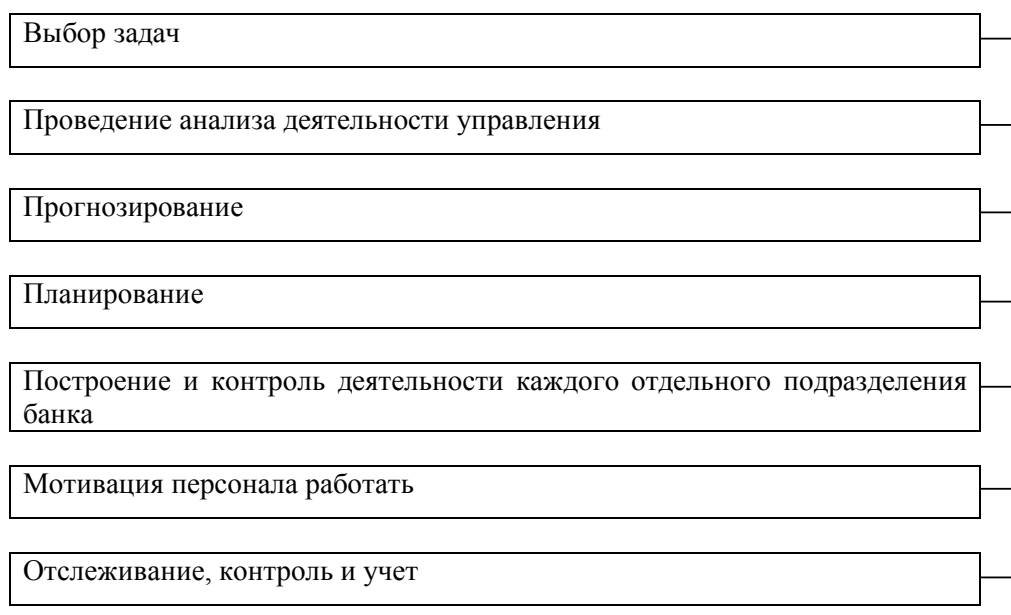 Выбор задач
Проведение анализа деятельности управления
Прогнозирование
Планирование
Построение и контроль деятельности каждого отдельного подразделения
банка
Мотивация персонала работать
Отслеживание, контроль и учет